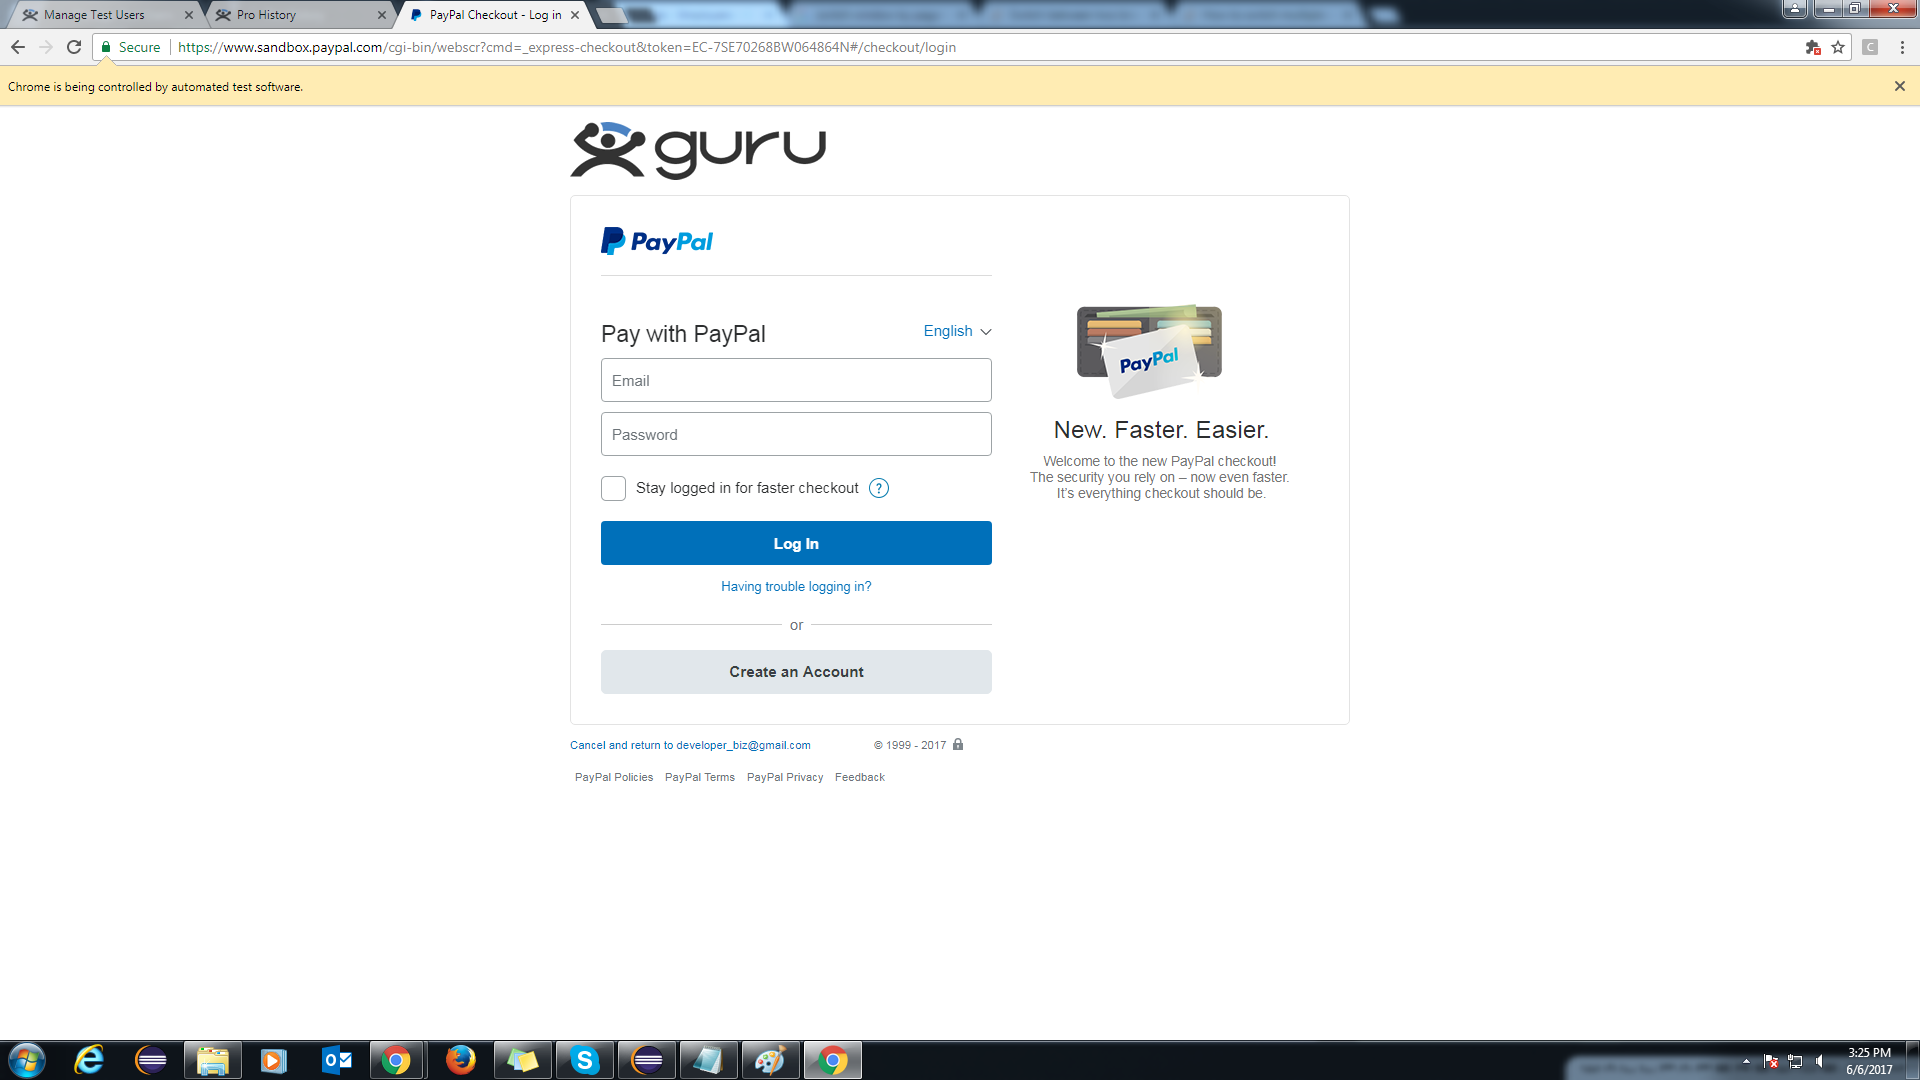 Manage Test Users
Pro History
PayPal Checkout - Log in
Secure
https://www.sandbox.paypal.com/cgi-bin/webscr?cmd=_express-checkout&token=EC-7SE70268BW064864N#/checkout/login
C
Chrome is being controlled by automated test software.
guru
PayPal
Pay with PayPal
English
Email
Password
Stay logged in for faster checkout ?
Log In
Having trouble logging in?
or
Create an Account
PayPal
New. Faster. Easier.
Welcome to the new PayPal checkout!
The security you rely on – now even faster.
It's everything checkout should be.
Cancel and return to developer_biz@gmail.com
© 1999 - 2017
PayPal Policies PayPal Terms PayPal Privacy Feedback
3:25 PM
6/6/2017